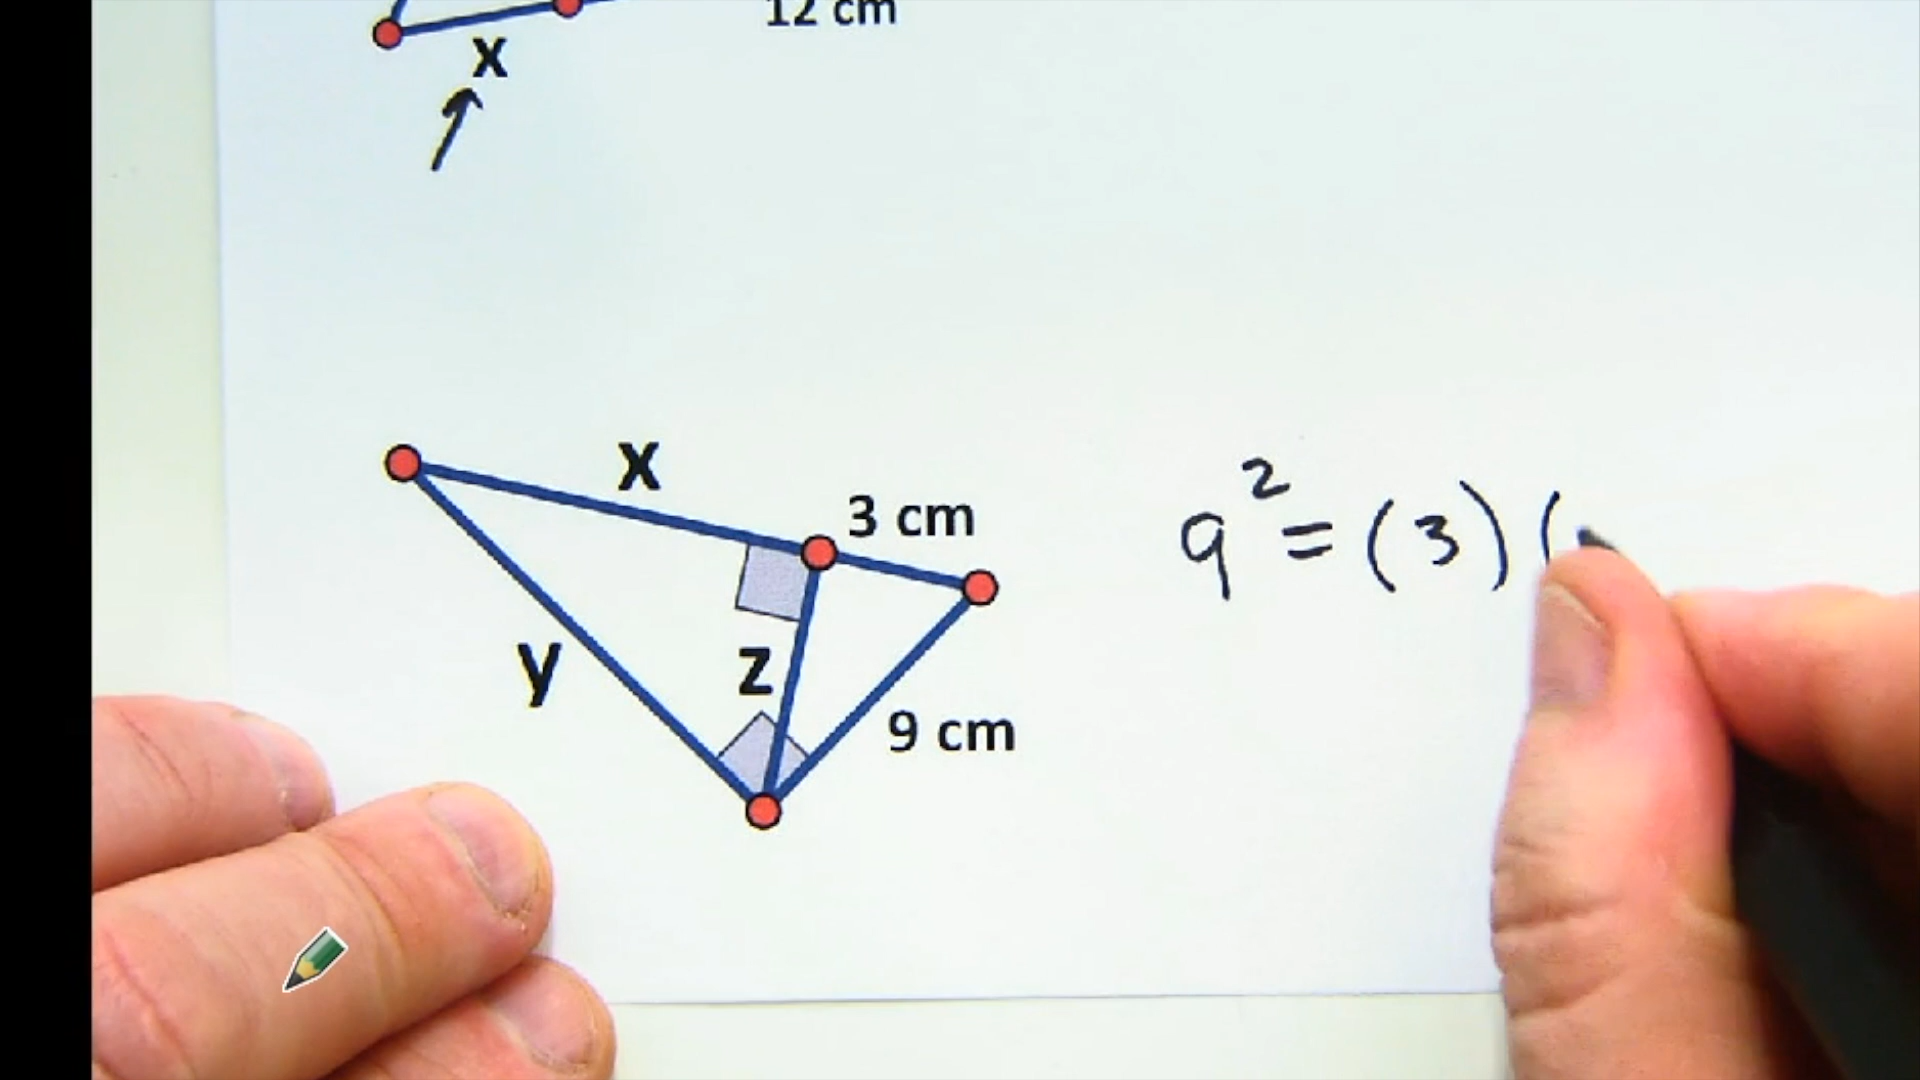 12 cm
x
x
3 cm
9² = (3)(
y
z
9 cm